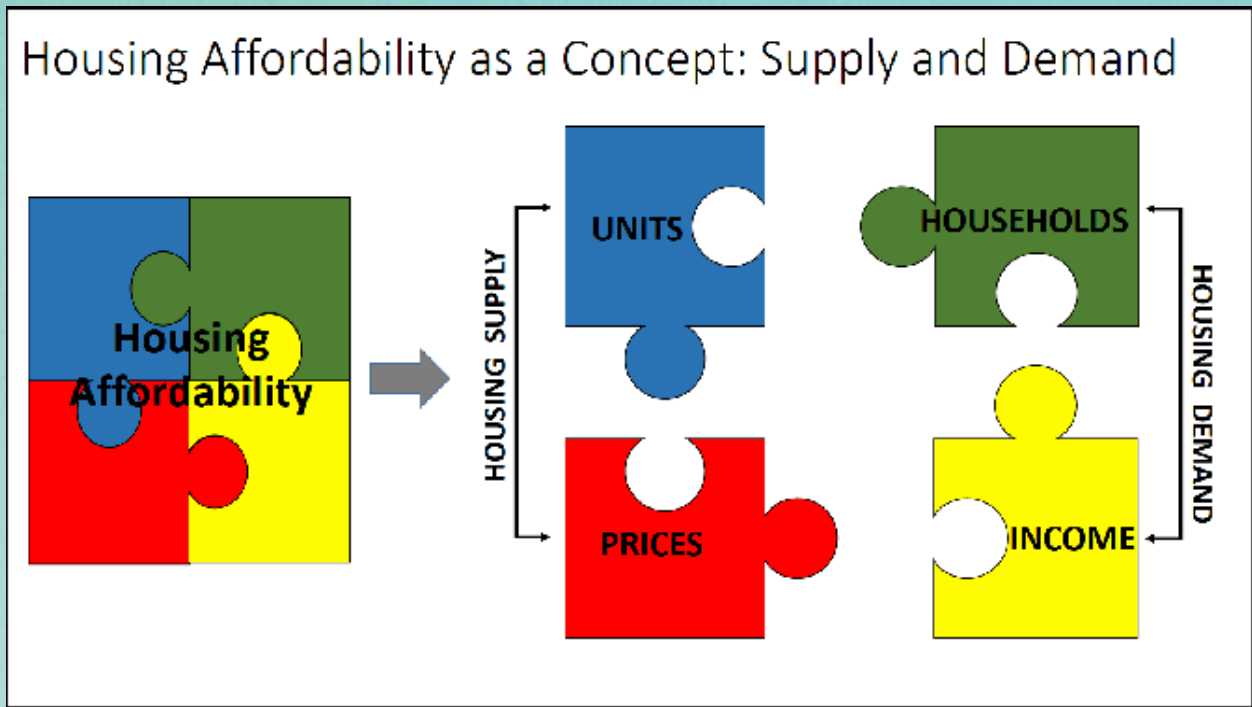 Housing Affordability as a Concept: Supply and Demand
Housing
Affordability
HOUSING SUPPLY
UNITS
PRICES
HOUSEHOLDS
INCOME
HOUSING DEMAND